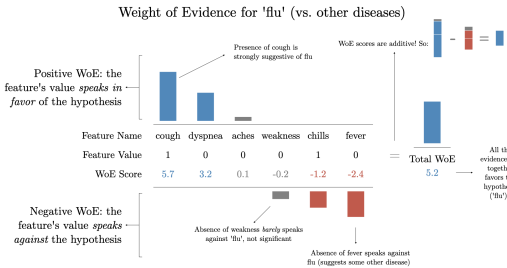 Weight of Evidence for 'flu' (vs. other diseases)
Presence of cough is
strongly suggestive of flu
WoE scores are additive! So:
- =
Positive WoE: the
feature's value speaks in
favor of the hypothesis
Feature Name cough dyspnea aches weakness chills fever
Feature Value 1 0 0 0 1 0
WoE Score 5.7 3.2 0.1 -0.2 -1.2 -2.4
=
Total WoE
5.2
All th
evidence
togeth
favors t
hypothe
('flu')
Negative WoE: the
feature's value speaks
against the hypothesis
Absence of weakness barely speaks
against 'flu', not significant
Absence of fever speaks against
flu (suggests some other disease)